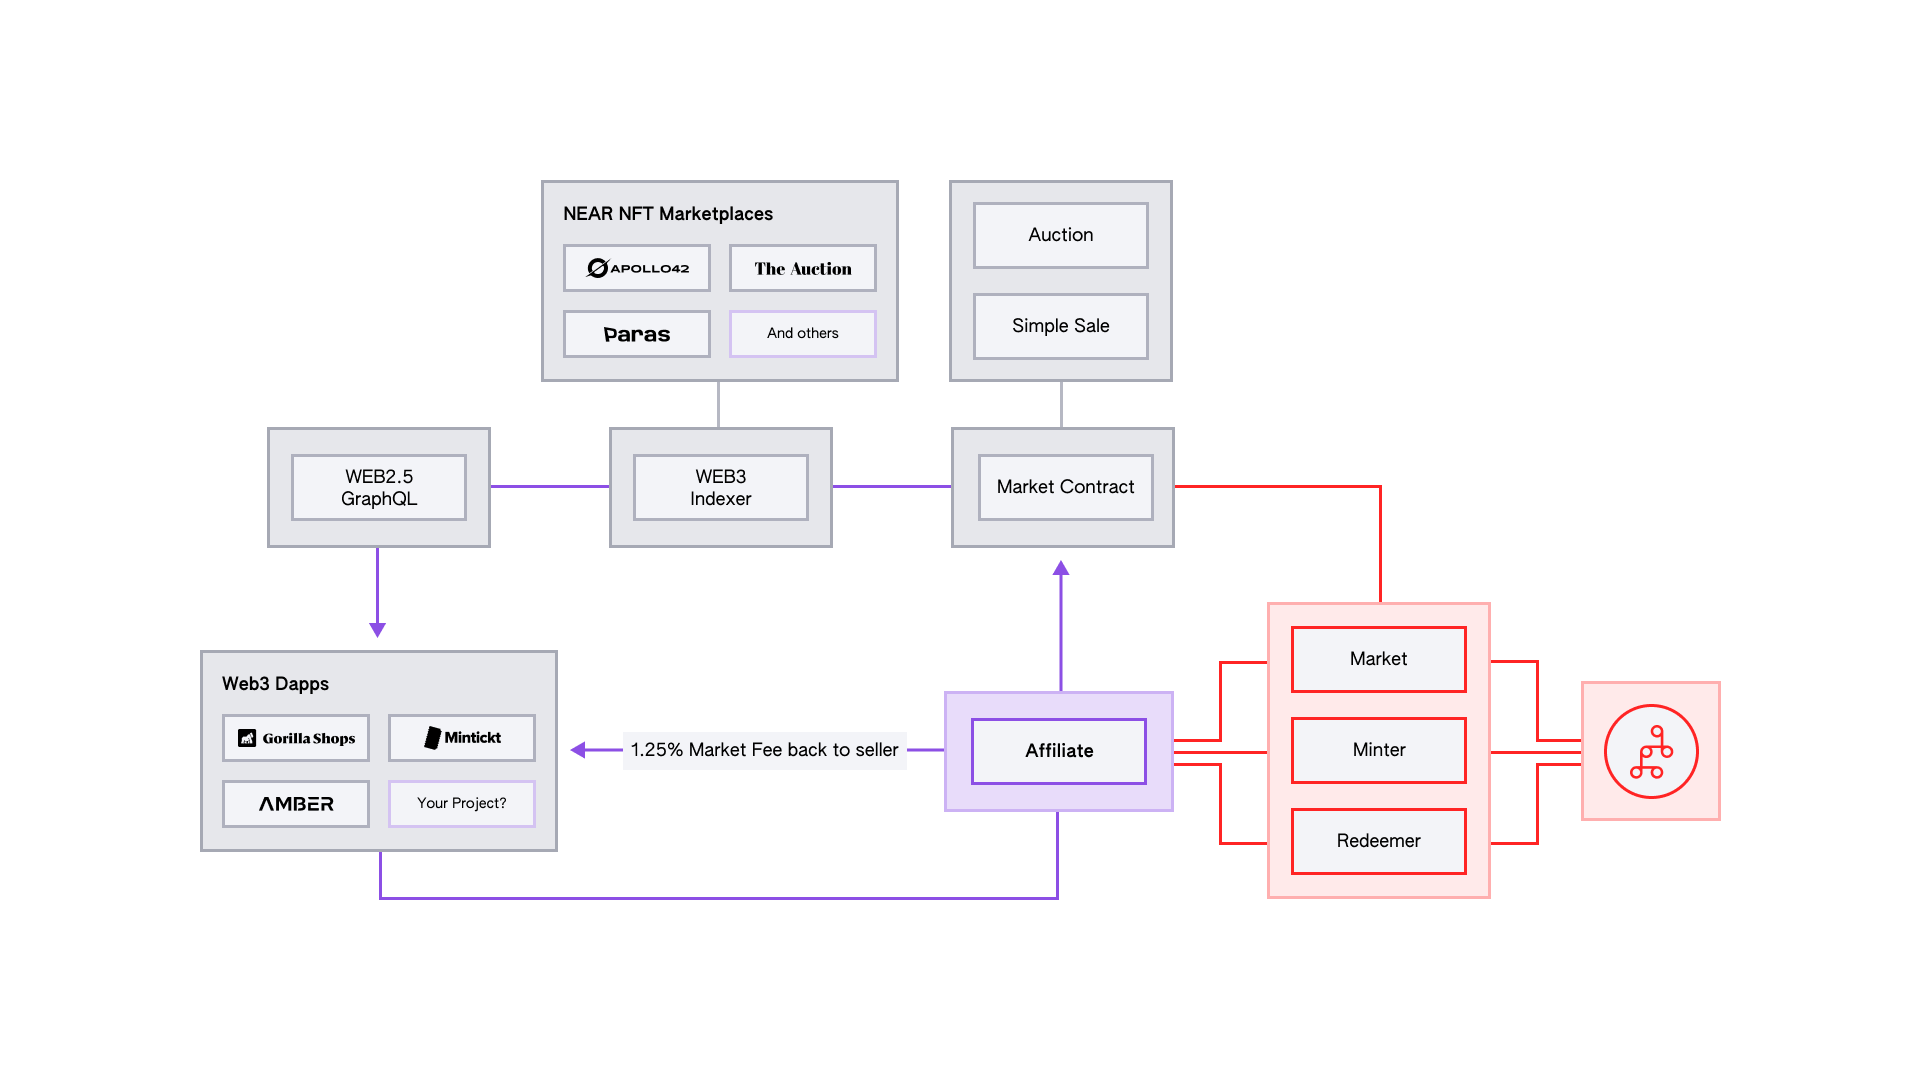 NEAR NFT Marketplaces
APOLLO42
The Auction
Paras
And others
Auction
Simple Sale
WEB2.5
GraphQL
WEB3
Indexer
Market Contract
Web3 Dapps
Gorilla Shops
Mintickt
AMBER
Your Project?
1.25% Market Fee back to seller
Affiliate
Market
Minter
Redeemer